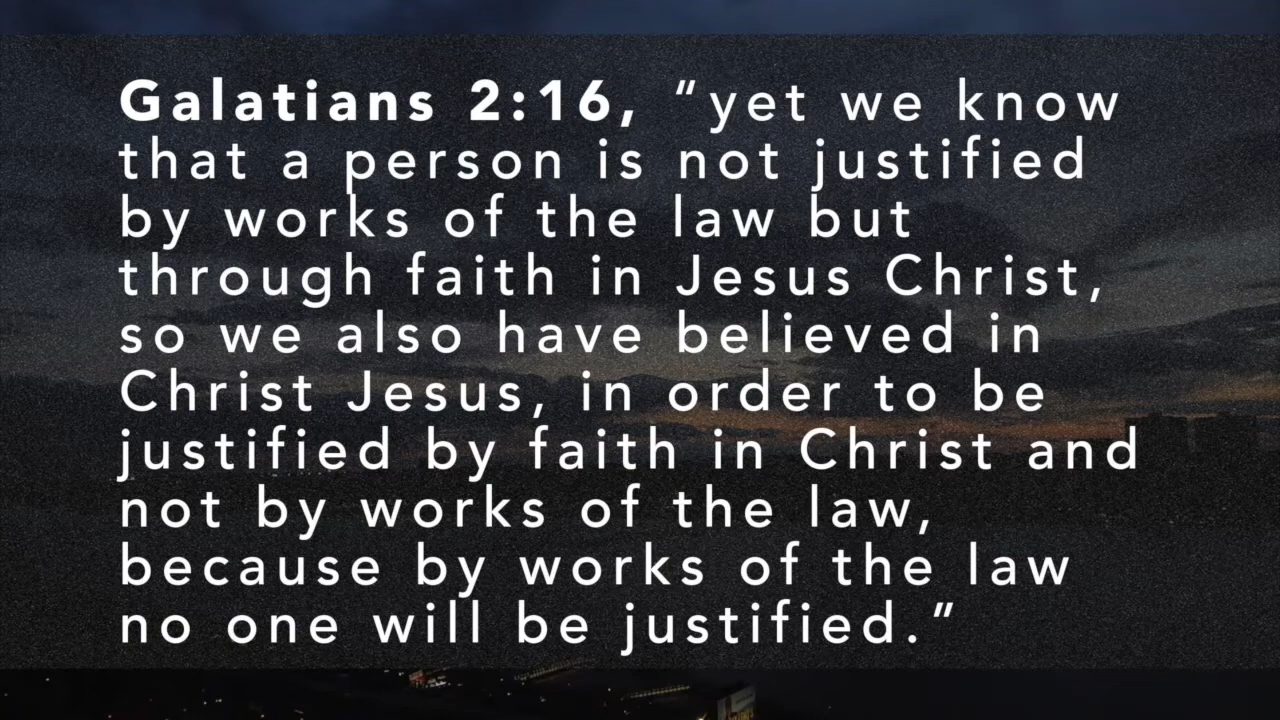 Galatians 2:16, “yet we know
that a person is not justified
by works of the law but
through faith in Jesus Christ,
so we also have believed in
Christ Jesus, in order to be
justified by faith in Christ and
not by works of the law,
because by works of the law
no one will be justified.”